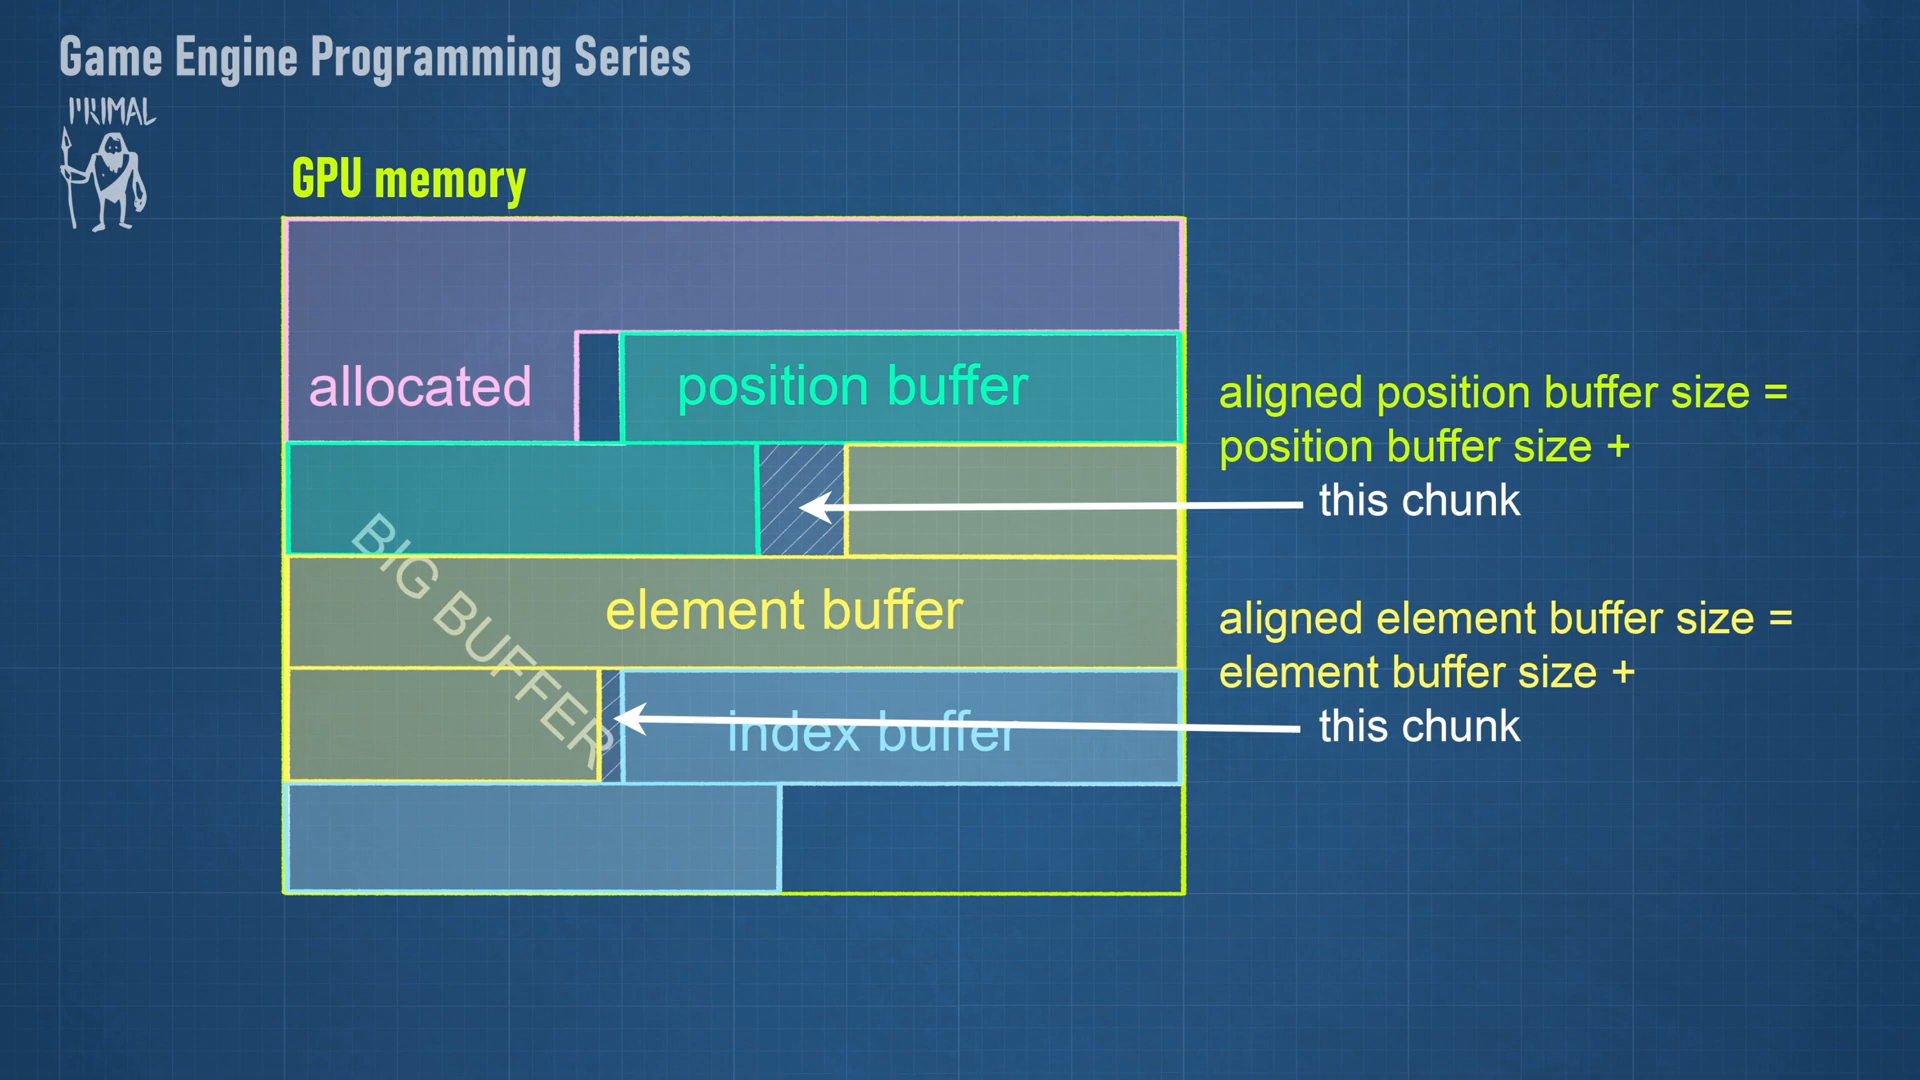 Game Engine Programming Series
PRIMAL
GPU memory
allocated
position buffer
aligned position buffer size =
position buffer size +
this chunk
BIG BUFFER
element buffer
aligned element buffer size =
element buffer size +
this chunk
index buffer